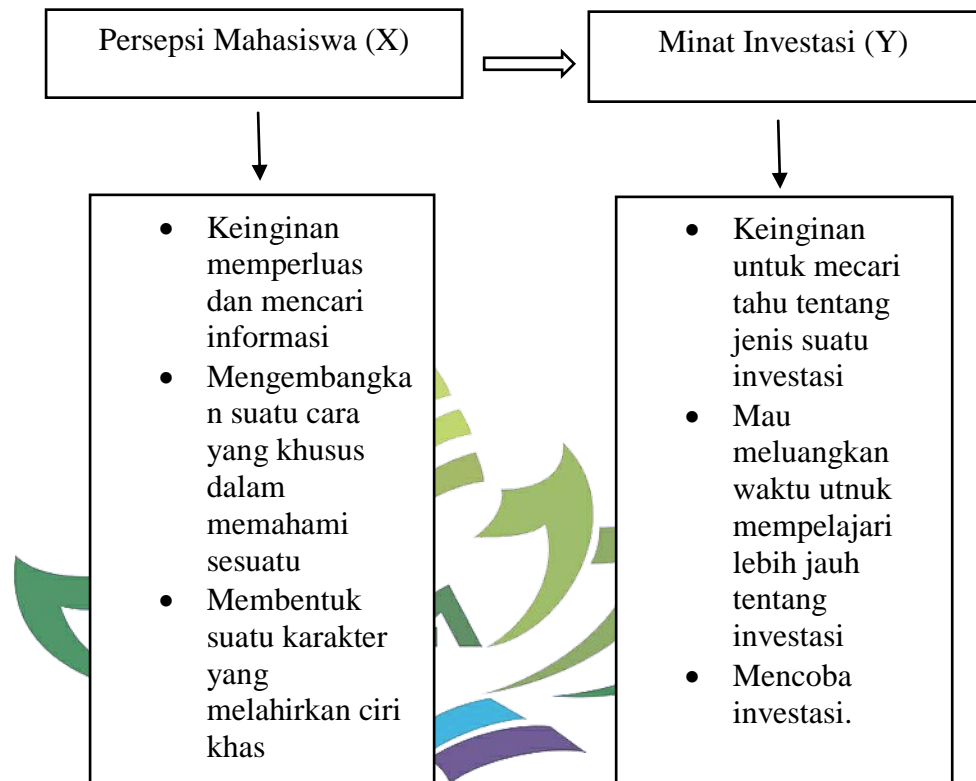 Persepsi Mahasiswa (X)
Minat Investasi (Y)
• Keinginan
memperluas
dan mencari
informasi
• Mengembangka
n suatu cara
yang khusus
dalam
memahami
sesuatu
• Membentuk
suatu karakter
yang
melahirkan ciri
khas
• Keinginan
untuk mecari
tahu tentang
jenis suatu
investasi
• Mau
meluangkan
waktu utnuk
mempelajari
lebih jauh
tentang
investasi
• Mencoba
investasi.